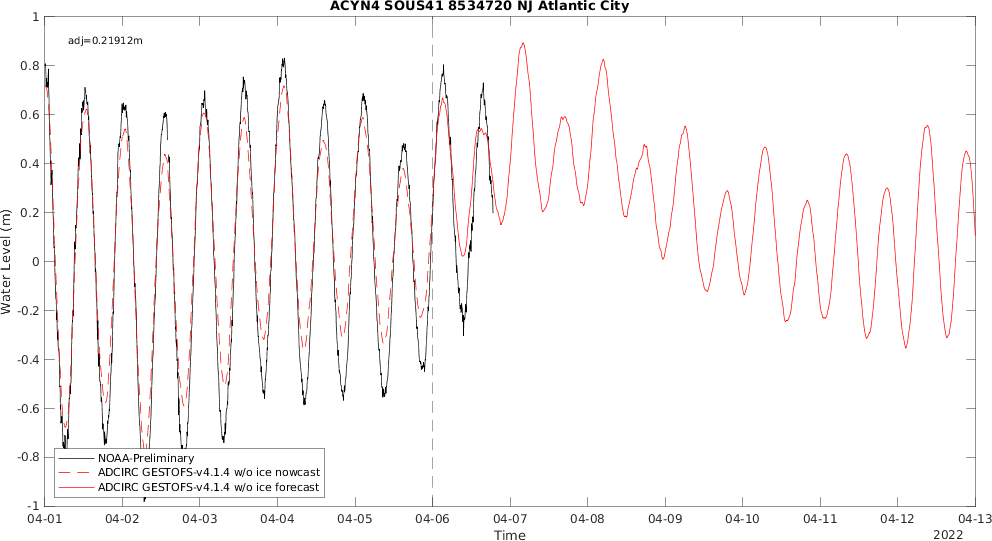 ACYN4 SOUS41 8534720 NJ Atlantic City
adj=0.21912m
1
0.8
0.6
0.4
0.2
0
-0.2
-0.4
-0.6
-0.8
-1
Water Level (m)
NOAA-Preliminary
ADCIRC GESTOFS-v4.1.4 w/o ice nowcast
ADCIRC GESTOFS-v4.1.4 w/o ice forecast
04-01 04-02 04-03 04-04 04-05 04-06 04-07 04-08 04-09 04-10 04-11 04-12 04-13
Time
2022